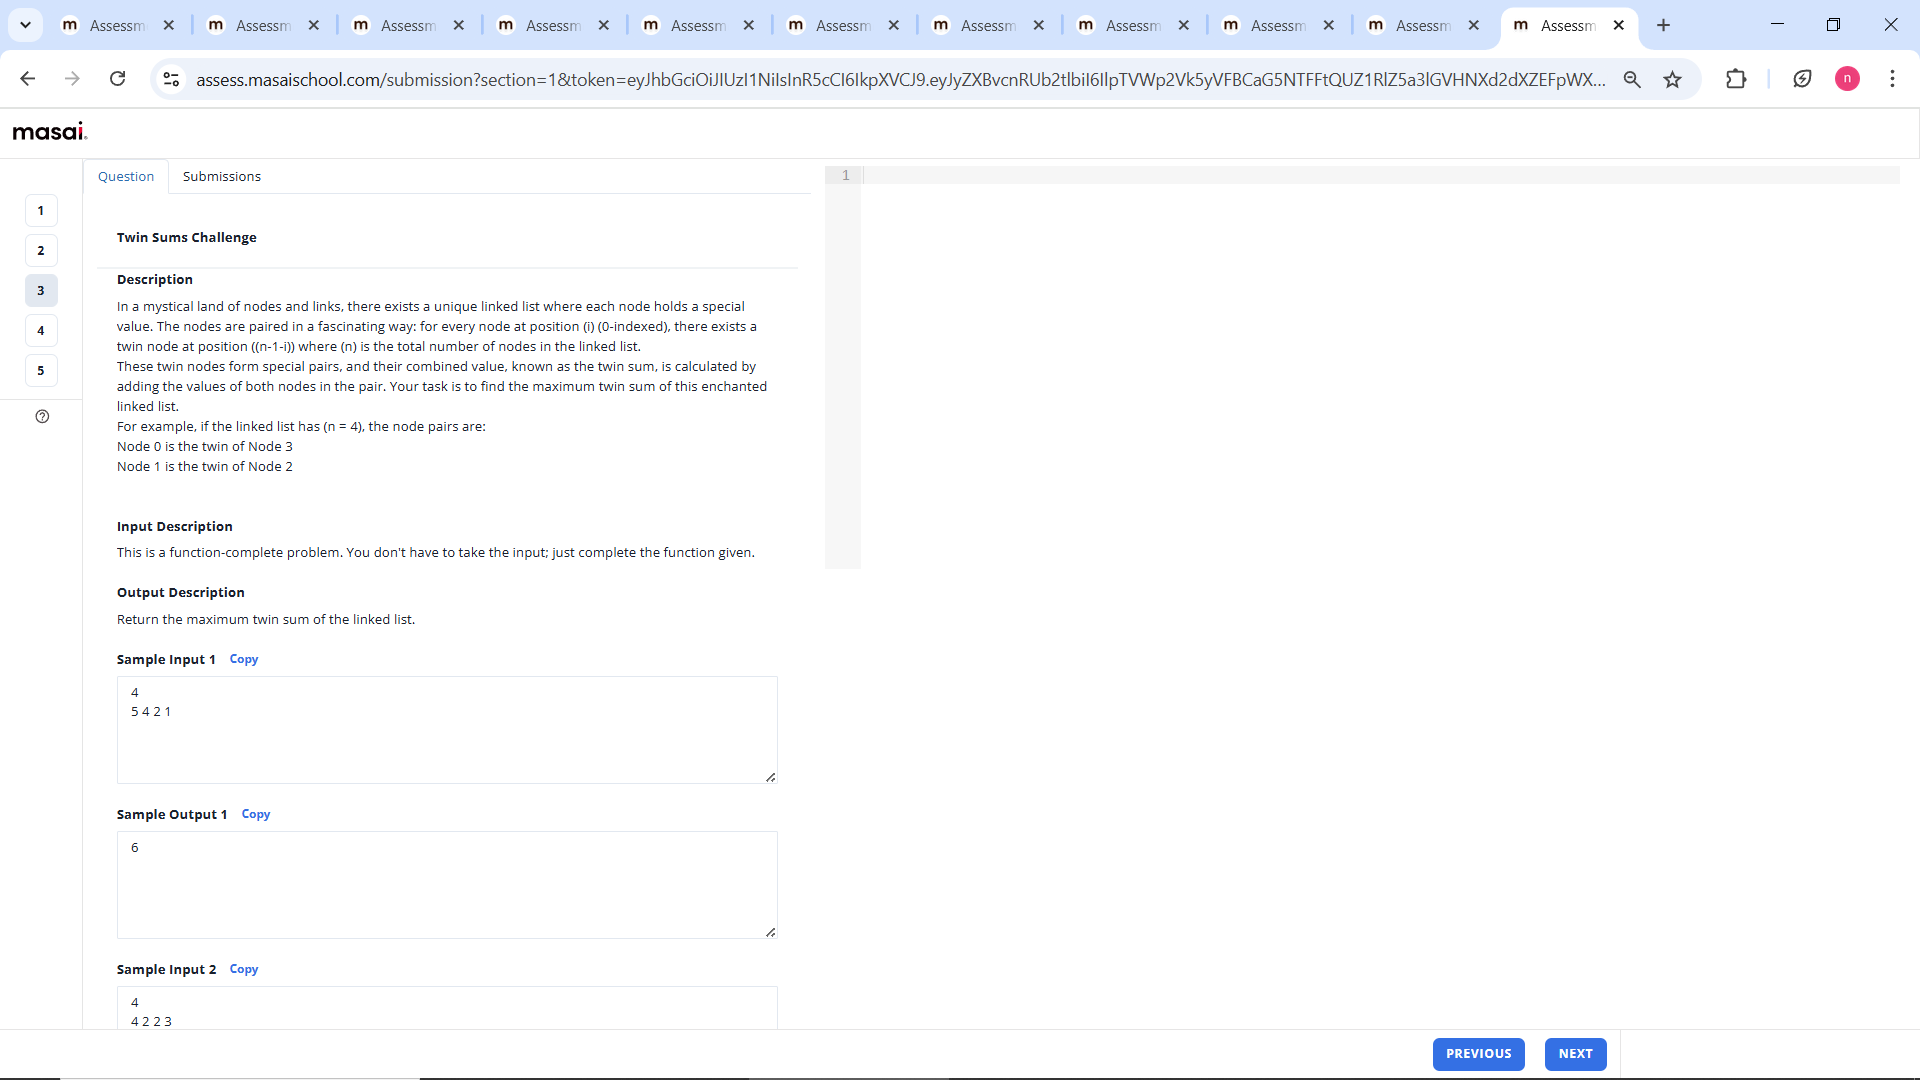 Assessm
Assessm
Assessm
Assessm
Assessm
Assessm
Assessm
Assessm
Assessm
Assessm
Assessm
assess.masaischool.com/submission?section=1&token=eyJhbGciOiJIUzI1NiIsInR5cCI6IkpXVCJ9.eyJyZXBvcnRUb2tlbiI6IlpTVWp2Vk5yVFBCaG5NTFFtQUZ1RlZ5a3lGVHNXd2dXZEFpWX...
n
masai.
Question
Submissions
1
2
3
4
5
1
Twin Sums Challenge
Description
In a mystical land of nodes and links, there exists a unique linked list where each node holds a special
value. The nodes are paired in a fascinating way: for every node at position (i) (0-indexed), there exists a
twin node at position ((n-1-i)) where (n) is the total number of nodes in the linked list.
These twin nodes form special pairs, and their combined value, known as the twin sum, is calculated by
adding the values of both nodes in the pair. Your task is to find the maximum twin sum of this enchanted
linked list.
For example, if the linked list has (n = 4), the node pairs are:
Node 0 is the twin of Node 3
Node 1 is the twin of Node 2
Input Description
This is a function-complete problem. You don't have to take the input; just complete the function given.
Output Description
Return the maximum twin sum of the linked list.
Sample Input 1 Copy
4
5 4 2 1
Sample Output 1 Copy
6
Sample Input 2 Copy
4
4 2 2 3
PREVIOUS
NEXT